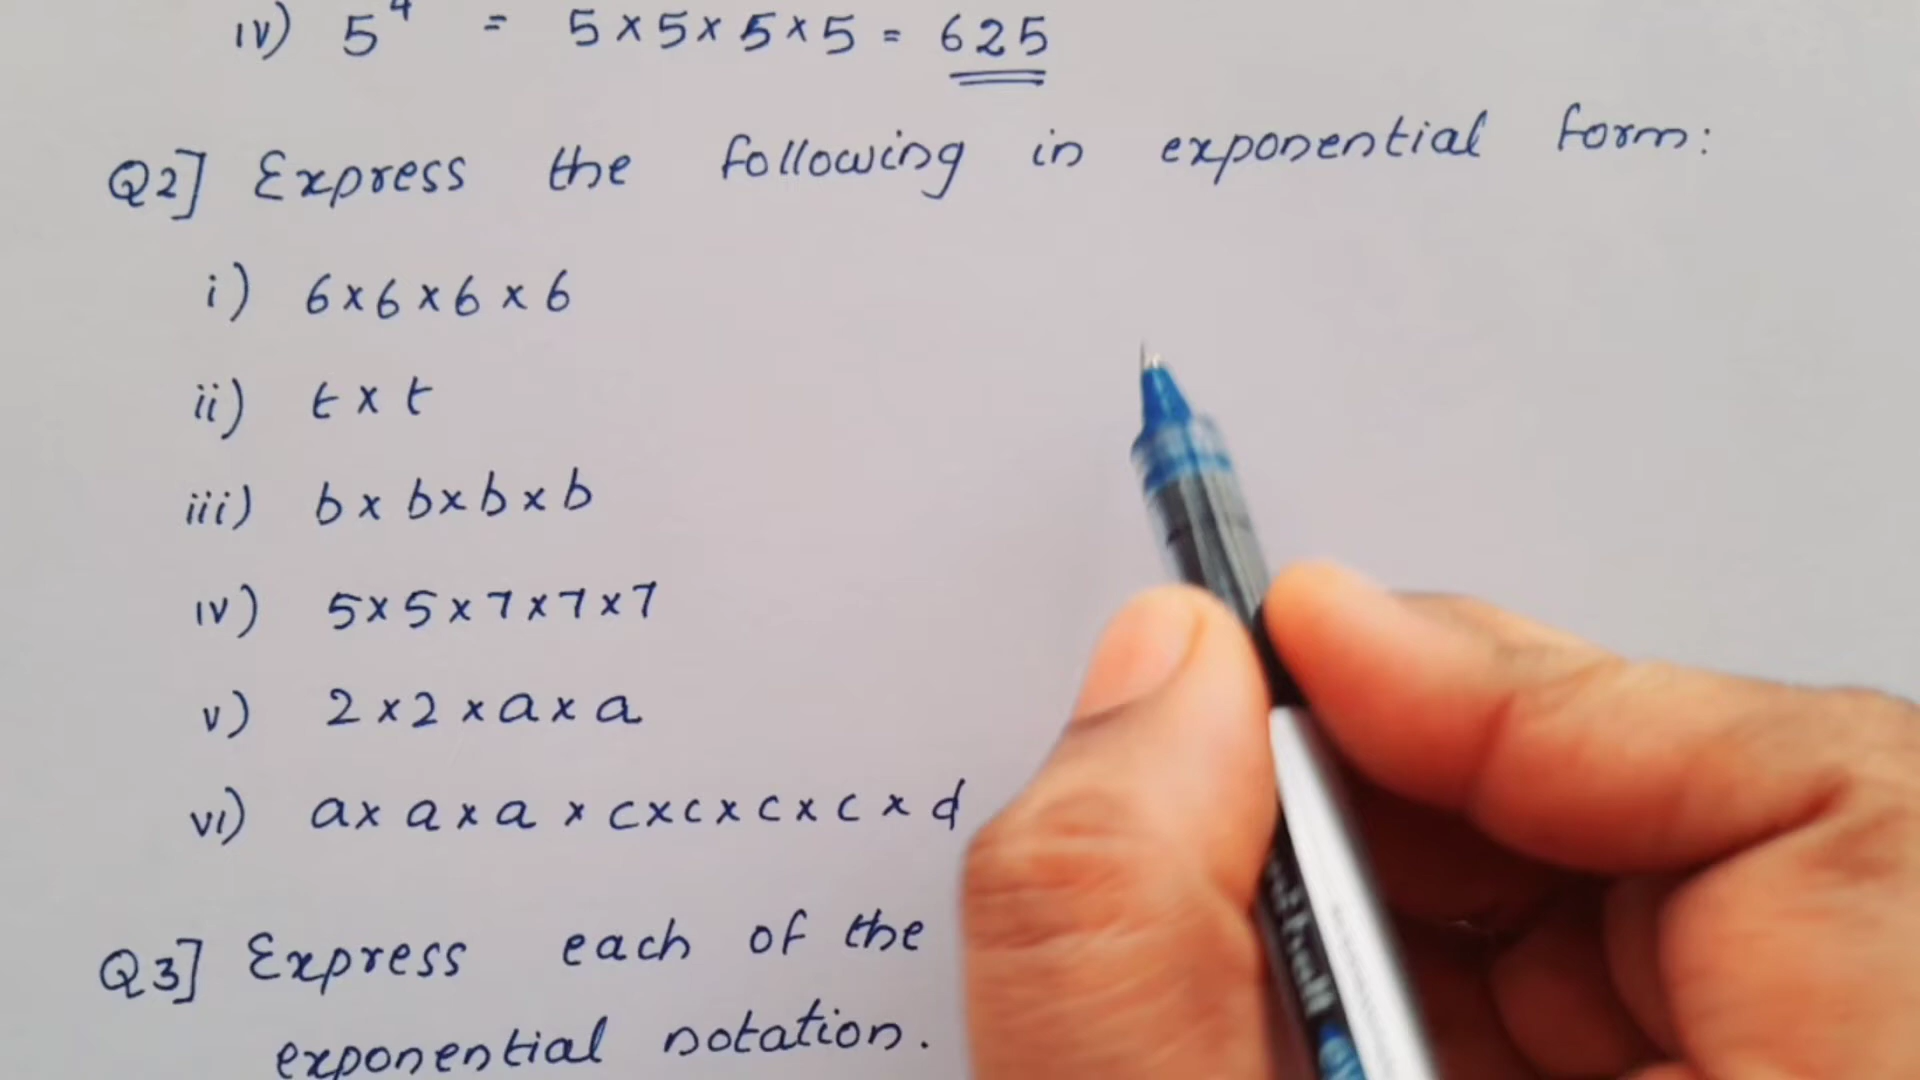 iv) 5⁴ = 5 × 5 × 5 × 5 = 625
Q2] Express the following in exponential form:
i) 6 × 6 × 6 × 6
ii) t × t
iii) b × b × b × b
iv) 5 × 5 × 7 × 7 × 7
v) 2 × 2 × a × a
vi) a × a × a × c × c × c × c × d
Q3] Express each of the
exponential notation.